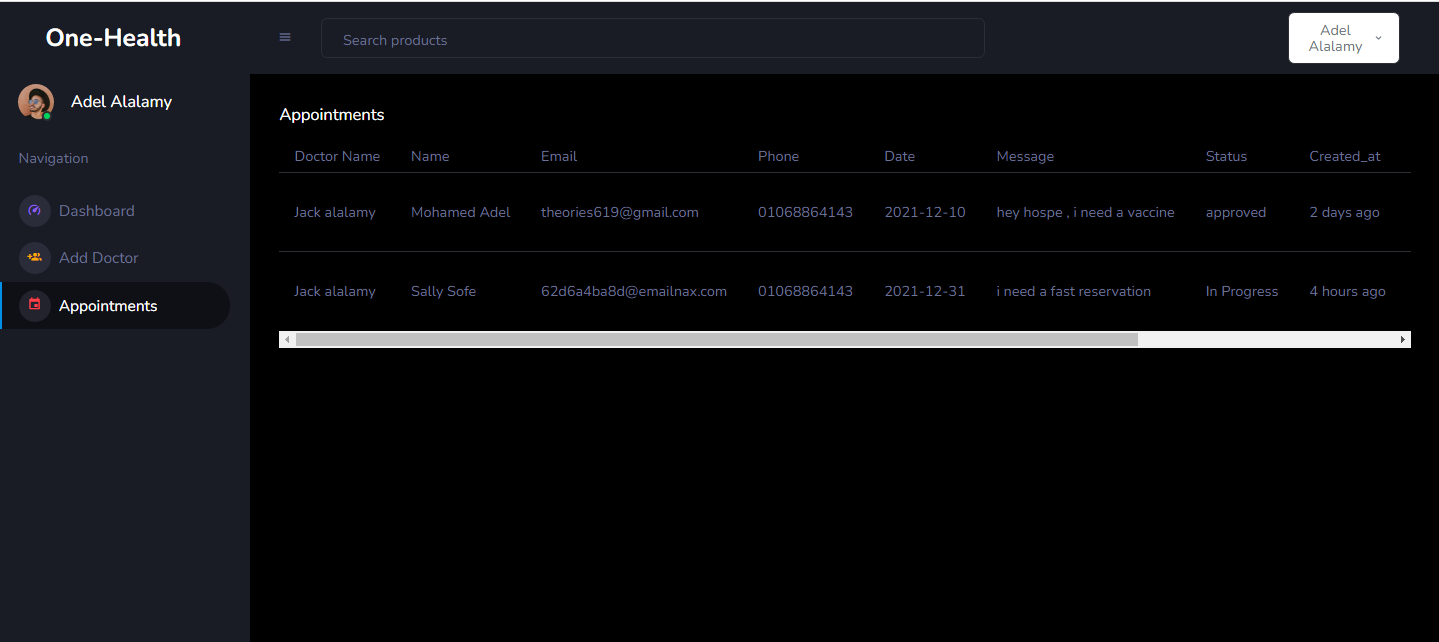 One-Health
Search products
Adel
Alalamy
Adel Alalamy
Navigation
Dashboard
Add Doctor
Appointments
Appointments
Doctor Name Name Email Phone Date Message Status Created_at
Jack alalamy Mohamed Adel theories619@gmail.com 01068864143 2021-12-10 hey hospe , i need a vaccine approved 2 days ago
Jack alalamy Sally Sofe 62d6a4ba8d@emailnax.com 01068864143 2021-12-31 i need a fast reservation In Progress 4 hours ago